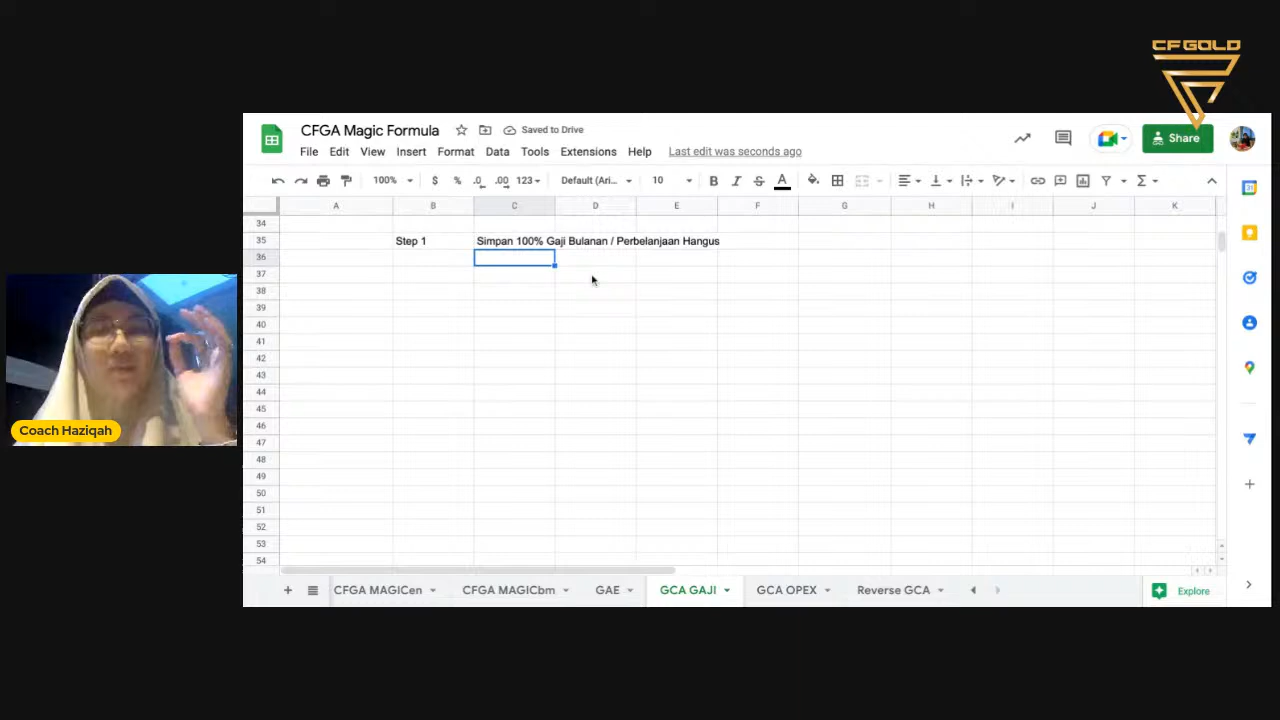 CFGOLD
CFGA Magic Formula
Saved to Drive
Share
File Edit View Insert Format Data Tools Extensions Help Last edit was seconds ago
100% $ % .0 .00 123 Default (Ari... 10 B I S A
A B C D E F G H I J K
34
35 Step 1 Simpan 100% Gaji Bulanan / Perbelanjaan Hangus
36
37
38
39
40
41
42
43
44
45
46
47
48
49
50
51
52
53
54
Coach Haziqah
CFGA MAGICen CFGA MAGICbm GAE GCA GAJI GCA OPEX Reverse GCA Explore